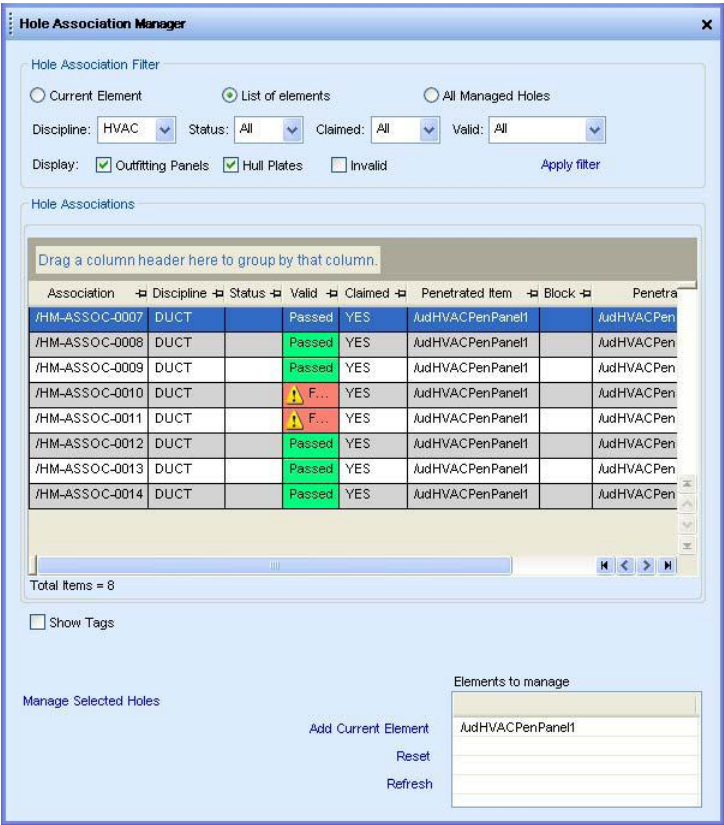 Hole Association Manager
Hole Association Filter
Current Element List of elements All Managed Holes
Discipline: HVAC Status: All Claimed: All Valid: All
Display: Outfitting Panels Hull Plates Invalid Apply filter
Hole Associations
Drag a column header here to group by that column.
Association Discipline Status Valid Claimed Penetrated Item Block Penetra
/HM-ASSOC-0007 DUCT Passed YES /udHVACPenPanel1 /udHVACPen
/HM-ASSOC-0008 DUCT Passed YES /udHVACPenPanel1 /udHVACPen
/HM-ASSOC-0009 DUCT Passed YES /udHVACPenPanel1 /udHVACPen
/HM-ASSOC-0010 DUCT F... YES /udHVACPenPanel1 /udHVACPen
/HM-ASSOC-0011 DUCT F... YES /udHVACPenPanel1 /udHVACPen
/HM-ASSOC-0012 DUCT Passed YES /udHVACPenPanel1 /udHVACPen
/HM-ASSOC-0013 DUCT Passed YES /udHVACPenPanel1 /udHVACPen
/HM-ASSOC-0014 DUCT Passed YES /udHVACPenPanel1 /udHVACPen
Total Items = 8
Show Tags
Elements to manage
Manage Selected Holes
Add Current Element /udHVACPenPanel1
Reset
Refresh